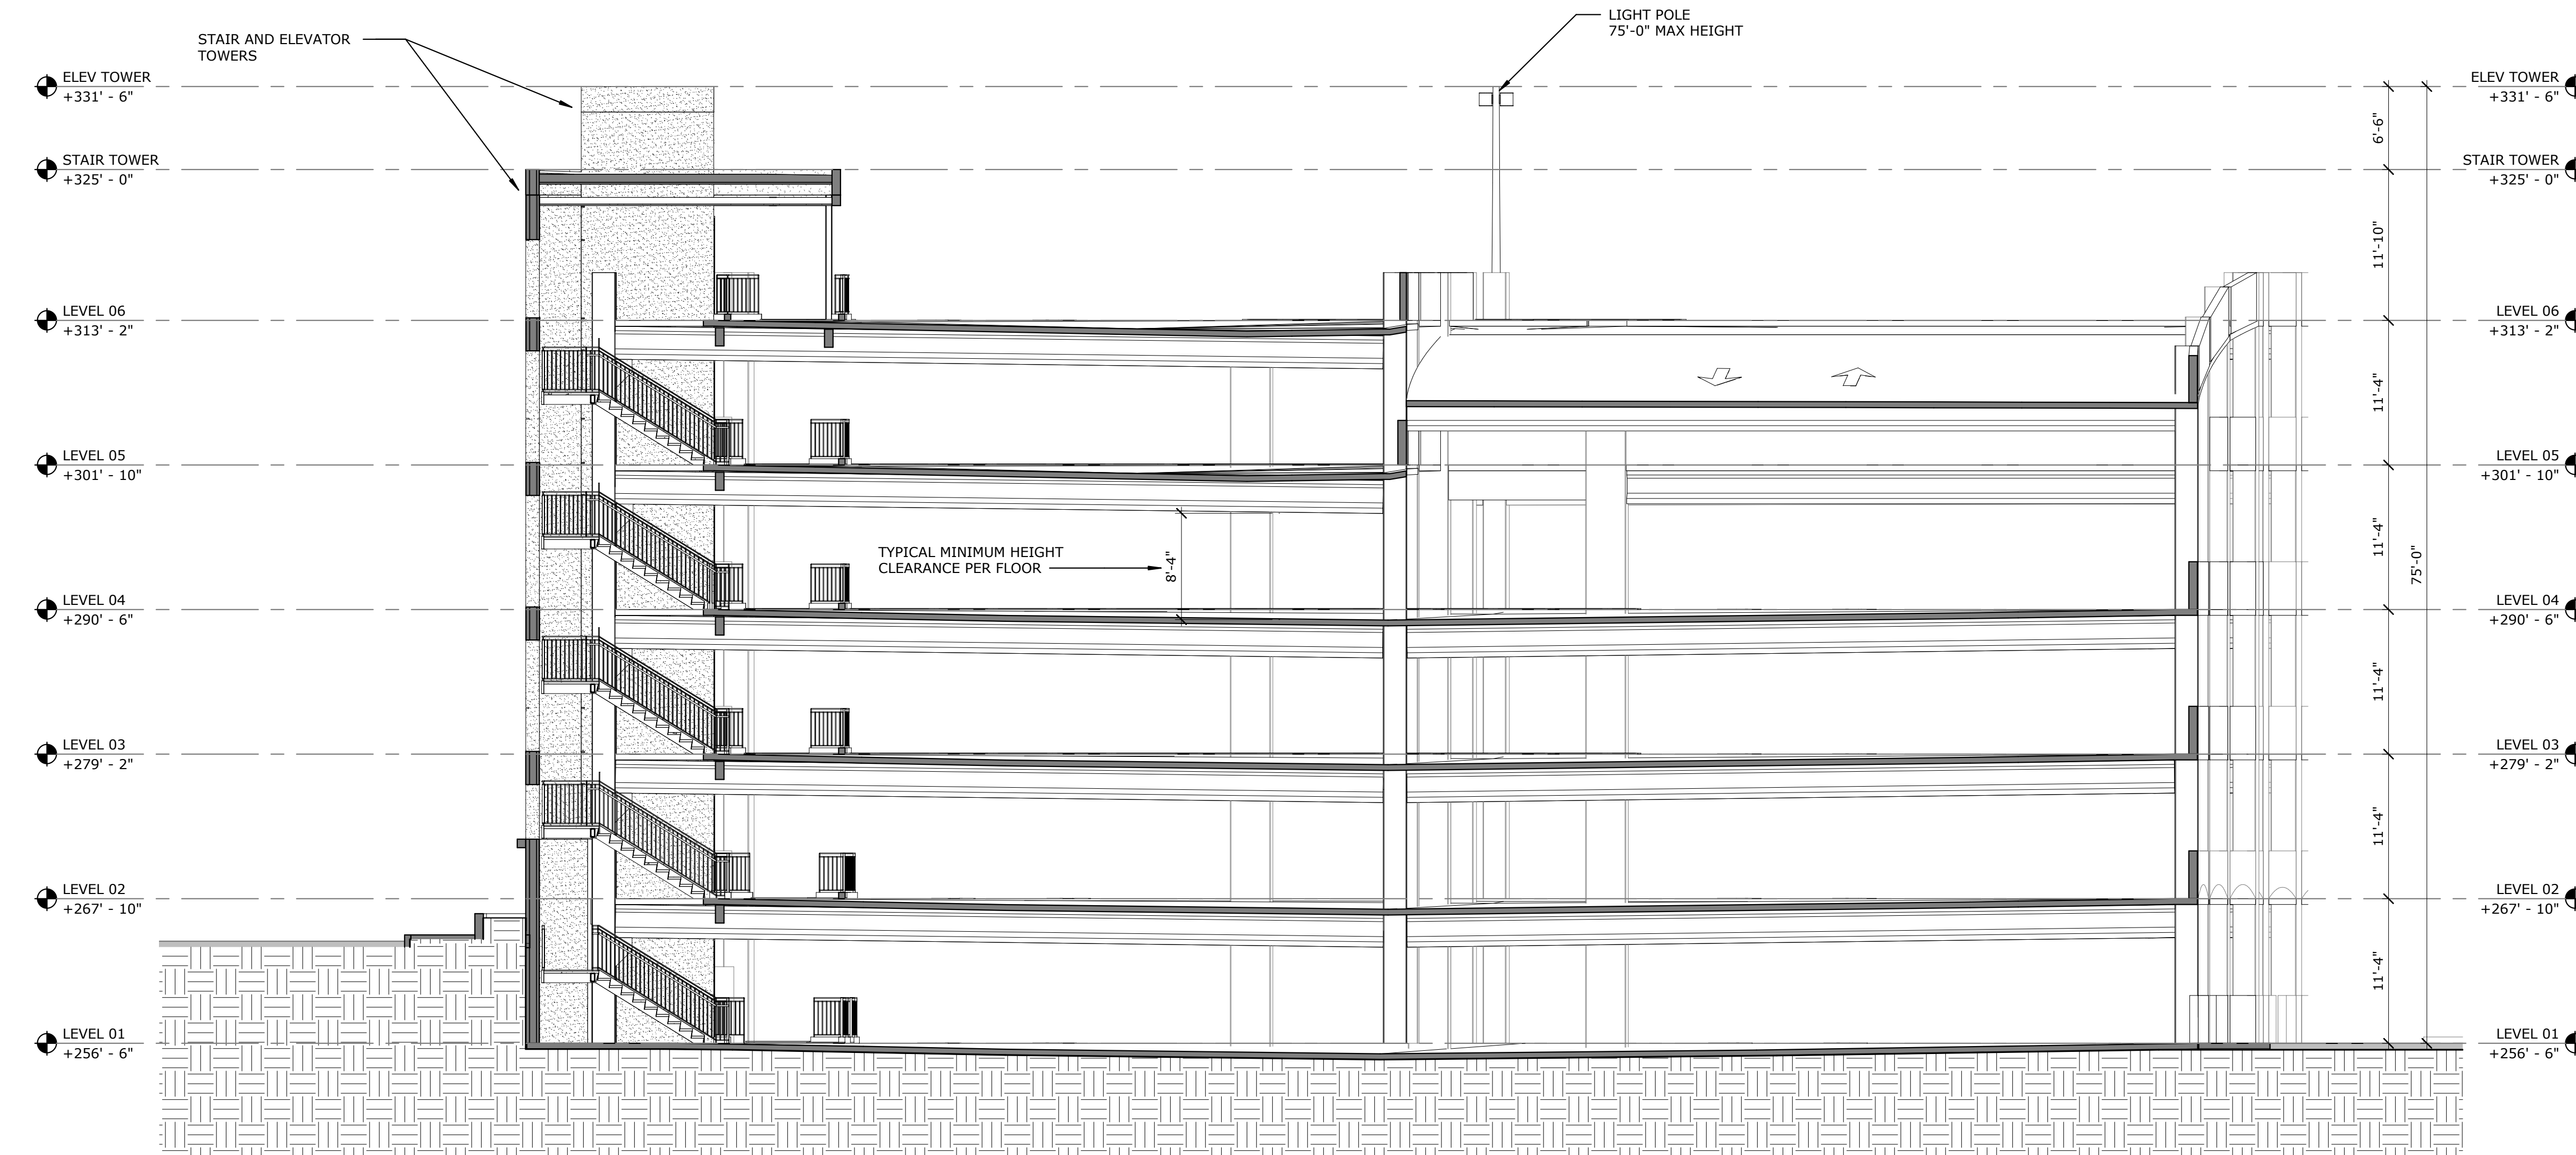 LIGHT POLE
75'-0" MAX HEIGHT
STAIR AND ELEVATOR
TOWERS
ELEV TOWER
+331' - 6"
STAIR TOWER
+325' - 0"
LEVEL 06
+313' - 2"
LEVEL 05
+301' - 10"
LEVEL 04
+290' - 6"
LEVEL 03
+279' - 2"
LEVEL 02
+267' - 10"
LEVEL 01
+256' - 6"
TYPICAL MINIMUM HEIGHT
CLEARANCE PER FLOOR
8'-4"
6'-6"
11'-10"
11'-4"
11'-4"
11'-4"
11'-4"
11'-4"
75'-0"
ELEV TOWER
+331' - 6"
STAIR TOWER
+325' - 0"
LEVEL 06
+313' - 2"
LEVEL 05
+301' - 10"
LEVEL 04
+290' - 6"
LEVEL 03
+279' - 2"
LEVEL 02
+267' - 10"
LEVEL 01
+256' - 6"